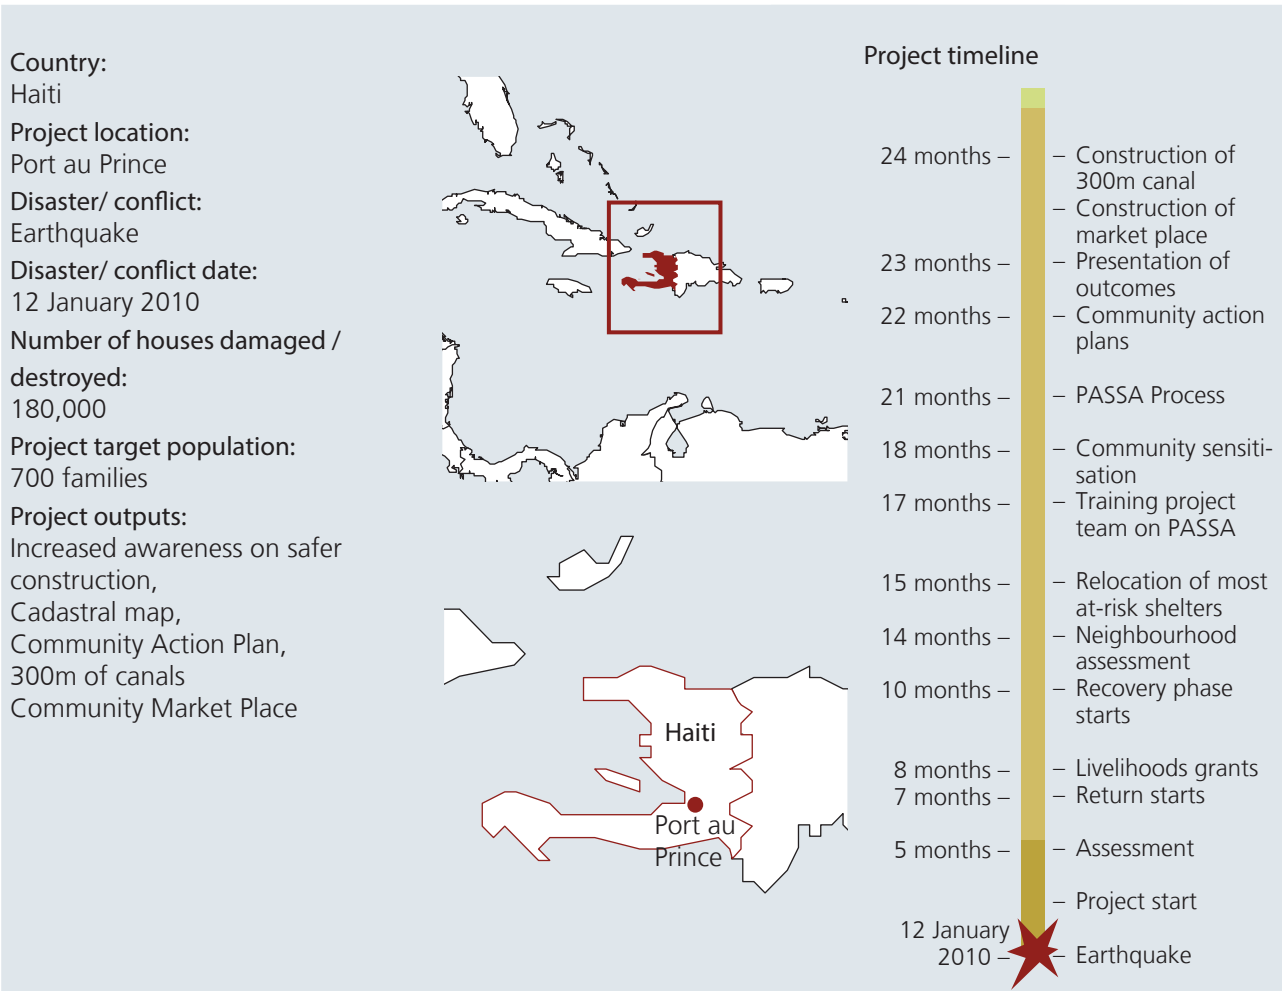 Country:
Haiti
Project location:
Port au Prince
Disaster/ conflict:
Earthquake
Disaster/ conflict date:
12 January 2010
Number of houses damaged /
destroyed:
180,000
Project target population:
700 families
Project outputs:
Increased awareness on safer
construction,
Cadastral map,
Community Action Plan,
300m of canals
Community Market Place
Haiti
Port au
Prince
Project timeline
24 months – – Construction of
300m canal
– Construction of
market place
23 months – – Presentation of
outcomes
22 months – – Community action
plans
21 months – – PASSA Process
18 months – – Community sensiti-
sation
17 months – – Training project
team on PASSA
15 months – – Relocation of most
at-risk shelters
14 months – – Neighbourhood
assessment
10 months – – Recovery phase
starts
8 months – – Livelihoods grants
7 months – – Return starts
5 months – – Assessment
– Project start
12 January
2010 – – Earthquake